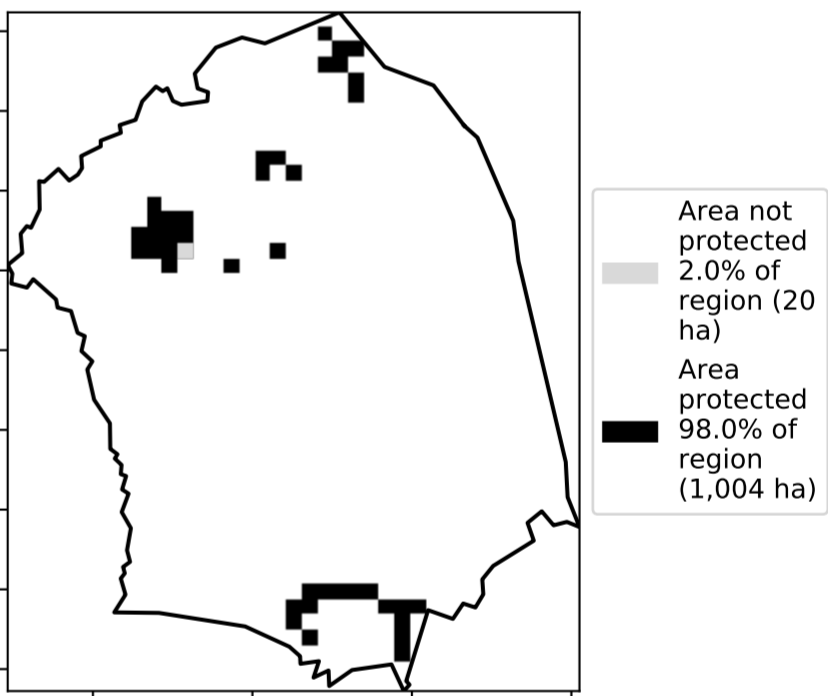 Area not
protected
2.0% of
region (20
ha)
Area
protected
98.0% of
region
(1,004 ha)